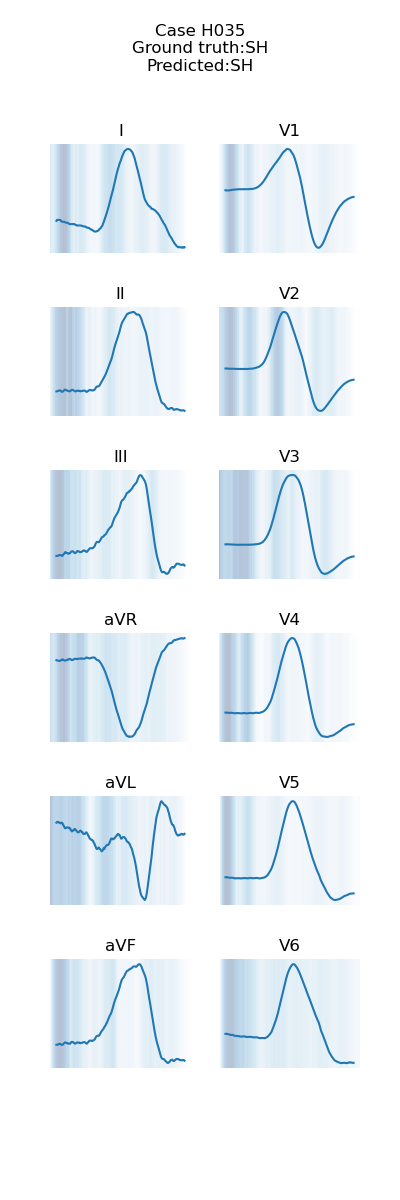 Case H035
Ground truth:SH
Predicted:SH
I
V1
II
V2
III
V3
aVR
V4
aVL
V5
aVF
V6